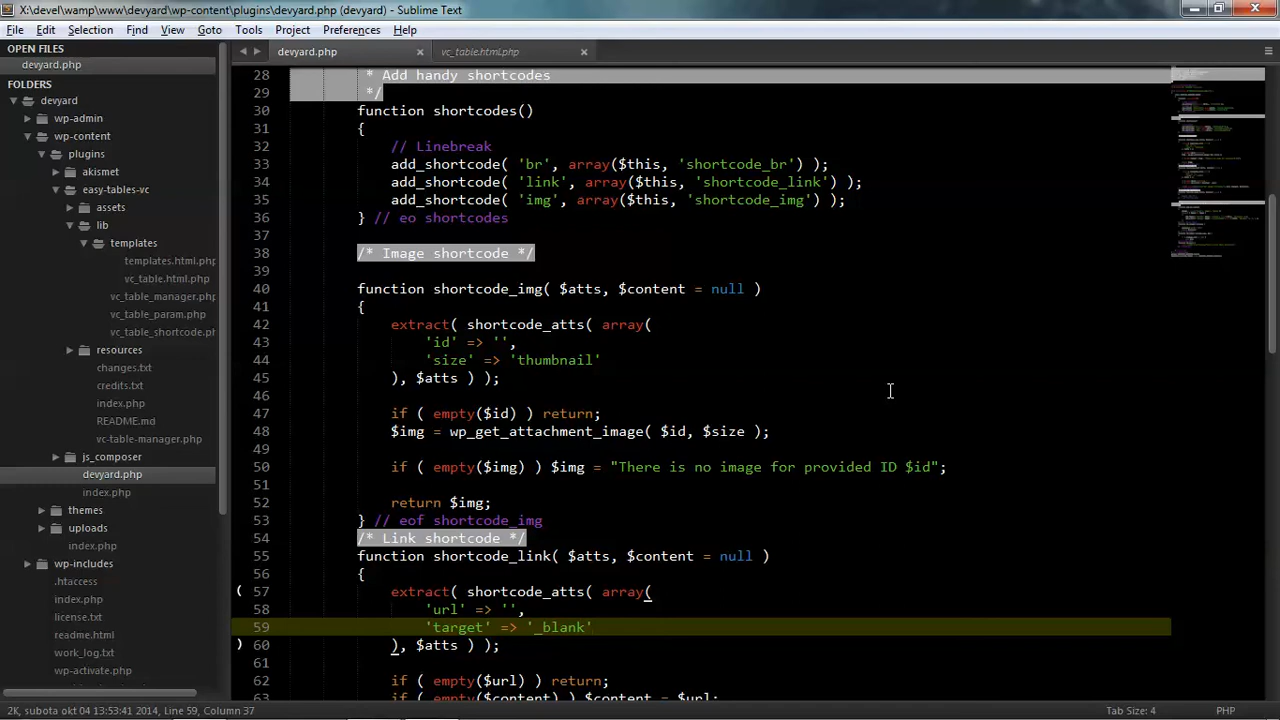 X:\devel\wamp\www\devyard\wp-content\plugins\devyard.php (devyard) - Sublime Text
File Edit Selection Find View Goto Tools Project Preferences Help
OPEN FILES
devyard.php
FOLDERS
devyard
wp-admin
wp-content
plugins
akismet
easy-tables-vc
assets
lib
templates
templates.html.php
vc_table.html.php
vc_table_manager.php
vc_table_param.php
vc_table_shortcode.ph
resources
changes.txt
credits.txt
index.php
README.md
vc-table-manager.php
js_composer
devyard.php
index.php
themes
uploads
index.php
wp-includes
.htaccess
index.php
license.txt
readme.html
work_log.txt
wp-activate.php
devyard.php vc_table.html.php
28 * Add handy shortcodes
29 */
30 function shortcodes()
31 {
32 // Linebreak
33 add_shortcode( 'br', array($this, 'shortcode_br') );
34 add_shortcode( 'link', array($this, 'shortcode_link') );
35 add_shortcode( 'img', array($this, 'shortcode_img') );
36 } // eo shortcodes
37
38 /* Image shortcode */
39
40 function shortcode_img( $atts, $content = null )
41 {
42 extract( shortcode_atts( array(
43 'id' => '',
44 'size' => 'thumbnail'
45 ), $atts ) );
46
47 if ( empty($id) ) return;
48 $img = wp_get_attachment_image( $id, $size );
49
50 if ( empty($img) ) $img = "There is no image for provided ID $id";
51
52 return $img;
53 } // eof shortcode_img
54 /* Link shortcode */
55 function shortcode_link( $atts, $content = null )
56 {
57 extract( shortcode_atts( array(
58 'url' => '',
59 'target' => '_blank'
60 ), $atts ) );
61
62 if ( empty($url) ) return;
63 if ( empty($content) ) $content = $url;
2K, subota okt 04 13:53:41 2014, Line 59, Column 37 Tab Size: 4 PHP